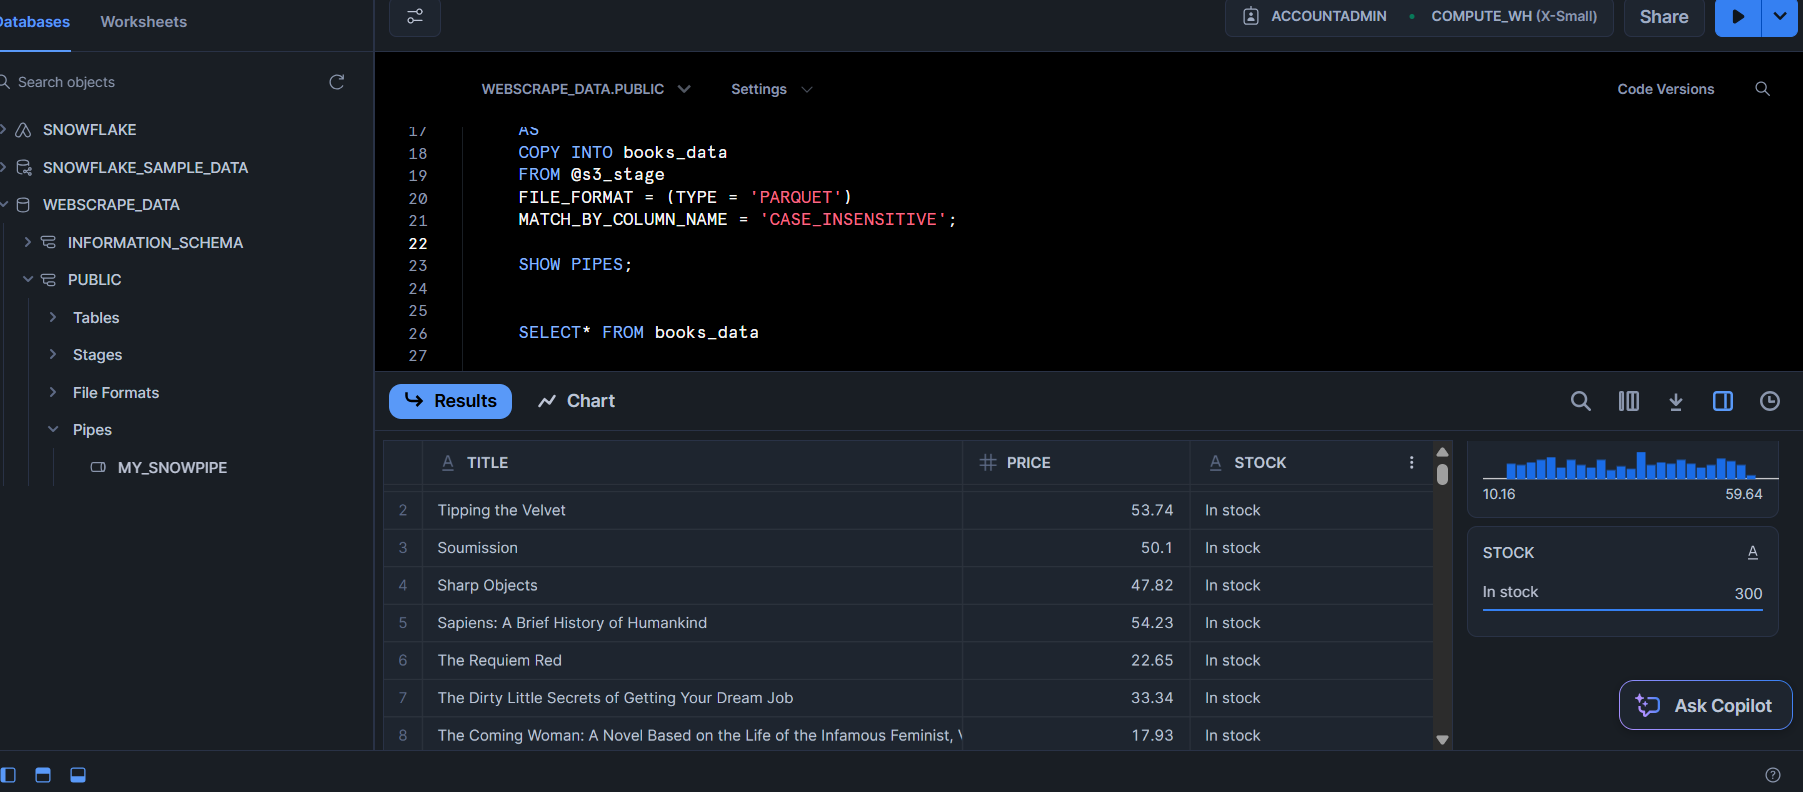 Databases Worksheets
ACCOUNTADMIN COMPUTE_WH (X-Small) Share
Search objects
SNOWFLAKE
SNOWFLAKE_SAMPLE_DATA
WEBSCRAPE_DATA
INFORMATION_SCHEMA
PUBLIC
Tables
Stages
File Formats
Pipes
MY_SNOWPIPE
WEBSCRAPE_DATA.PUBLIC Settings Code Versions
17 AS
18 COPY INTO books_data
19 FROM @s3_stage
20 FILE_FORMAT = (TYPE = 'PARQUET')
21 MATCH_BY_COLUMN_NAME = 'CASE_INSENSITIVE';
22
23 SHOW PIPES;
24
25
26 SELECT* FROM books_data
27
Results Chart
A TITLE # PRICE A STOCK
2 Tipping the Velvet 53.74 In stock
3 Soumission 50.1 In stock
4 Sharp Objects 47.82 In stock
5 Sapiens: A Brief History of Humankind 54.23 In stock
6 The Requiem Red 22.65 In stock
7 The Dirty Little Secrets of Getting Your Dream Job 33.34 In stock
8 The Coming Woman: A Novel Based on the Life of the Infamous Feminist, 17.93 In stock
10.16 59.64
STOCK A
In stock 300
Ask Copilot